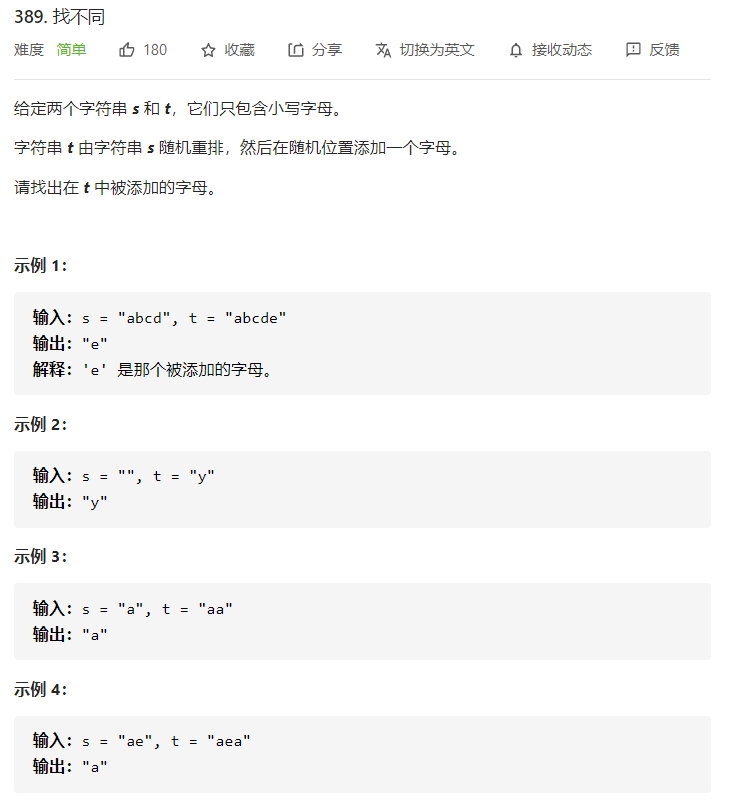 389. 找不同
难度 简单 180 收藏 分享 切换为英文 接收动态 反馈
给定两个字符串 s 和 t，它们只包含小写字母。
字符串 t 由字符串 s 随机重排，然后在随机位置添加一个字母。
请找出在 t 中被添加的字母。
示例 1：
输入：s = "abcd", t = "abcde"
输出："e"
解释：'e' 是那个被添加的字母。
示例 2：
输入：s = "", t = "y"
输出："y"
示例 3：
输入：s = "a", t = "aa"
输出："a"
示例 4：
输入：s = "ae", t = "aea"
输出："a"